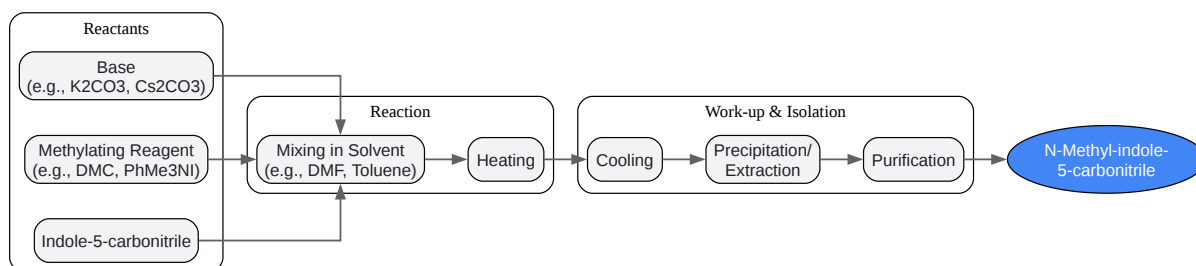 Reactants
Base
(e.g., K2CO3, Cs2CO3)
Methylating Reagent
(e.g., DMC, PhMe3NI)
Indole-5-carbonitrile
Reaction
Mixing in Solvent
(e.g., DMF, Toluene)
Heating
Work-up & Isolation
Cooling
Precipitation/
Extraction
Purification
N-Methyl-indole-
5-carbonitrile